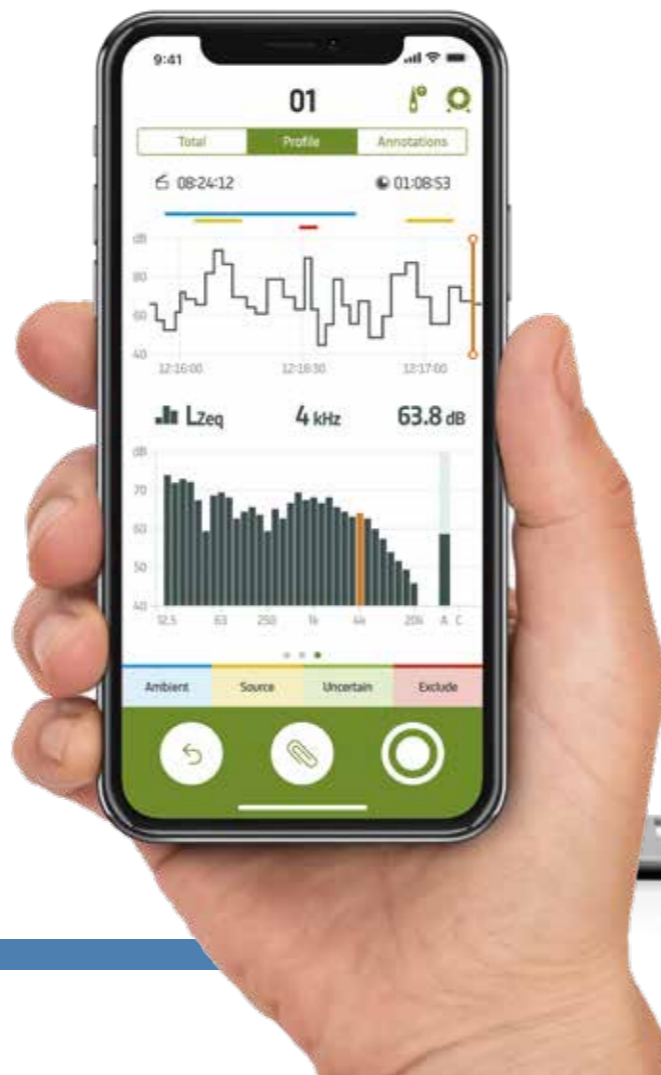 9:41
01
Total Profile Annotations
08:24:12 01:08:53
dB
80
60
40
12:16:00 12:18:30 12:17:00
LZeq 4 kHz 63.8 dB
dB
70
60
50
40
12.5 63 250 1k 4k 20k A C
Ambient Source Uncertain Exclude